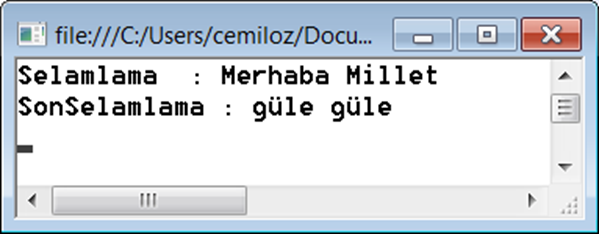 file:///C:/Users/cemiloz/Docu...
Selamlama  : Merhaba Millet
SonSelamlama : güle güle